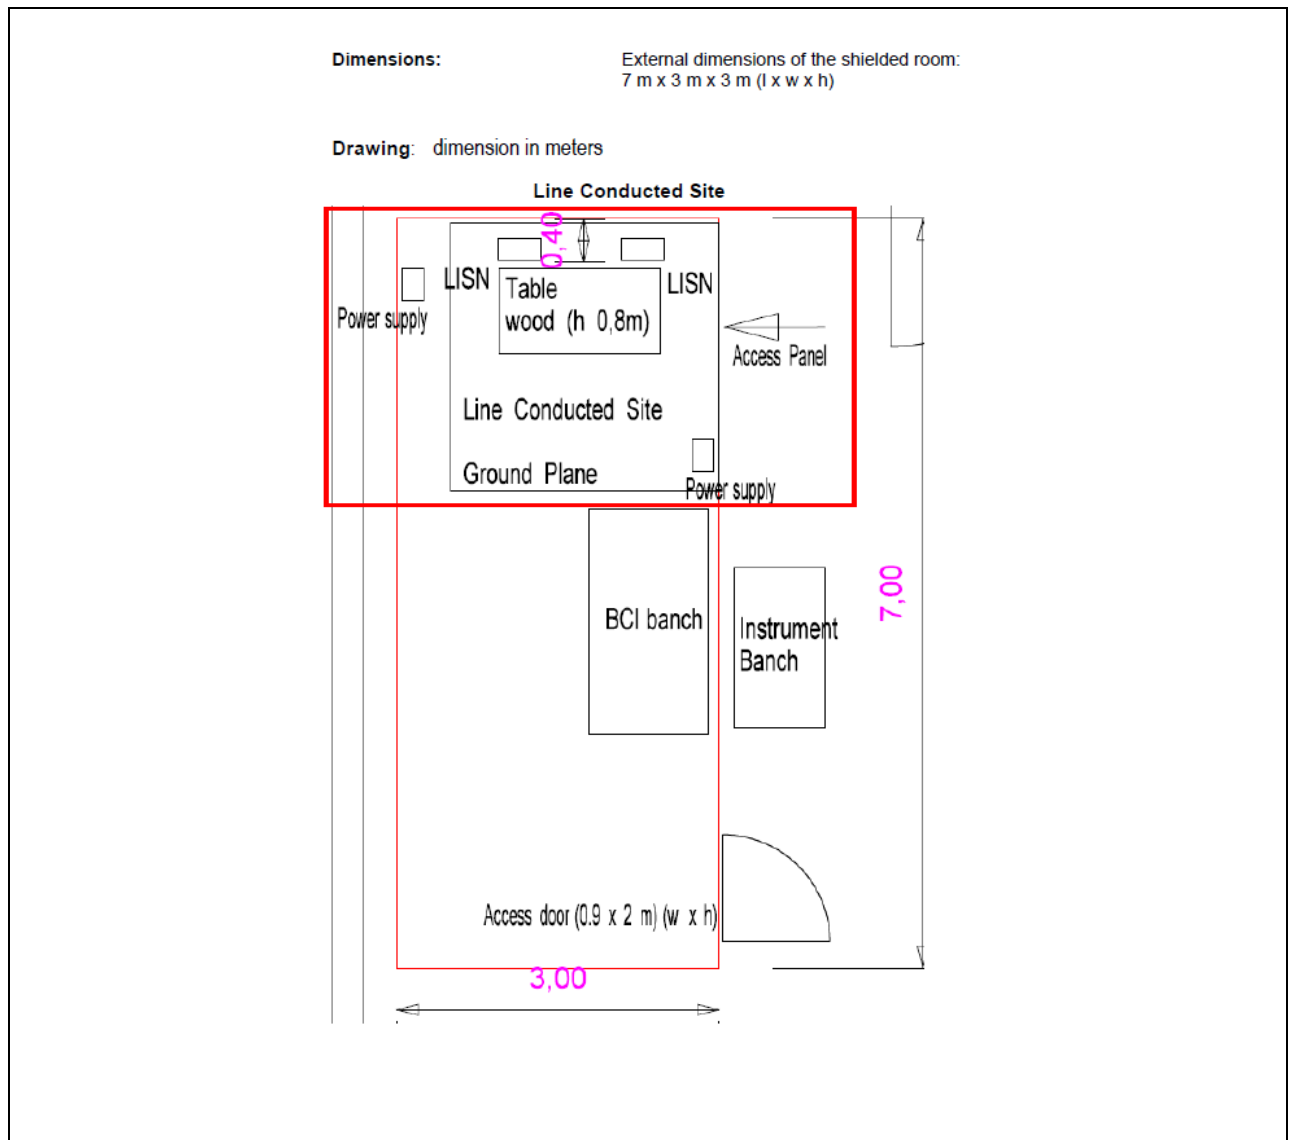 Dimensions:
External dimensions of the shielded room:
7 m x 3 m x 3 m (l x w x h)
Drawing: dimension in meters
Line Conducted Site
0,40
LISN
LISN
Table
wood (h 0,8m)
Power supply
Access Panel
Line Conducted Site
Ground Plane
Power supply
7,00
BCI banch
Instrument
Banch
Access door (0.9 x 2 m) (w x h)
3,00